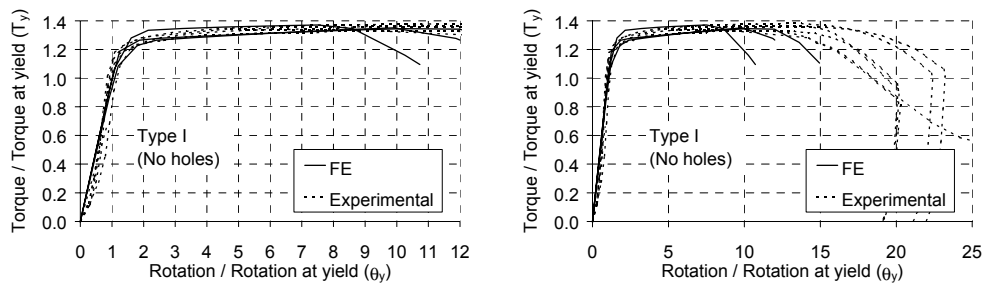 Torque / Torque at yield (Ty)
1.4
1.2
1.0
0.8
0.6
0.4
0.2
0.0
Type I
(No holes)
FE
Experimental
0 1 2 3 4 5 6 7 8 9 10 11 12
Rotation / Rotation at yield (θy)
Torque / Torque at yield (Ty)
1.4
1.2
1.0
0.8
0.6
0.4
0.2
0.0
Type I
(No holes)
FE
Experimental
0 5 10 15 20 25
Rotation / Rotation at yield (θy)